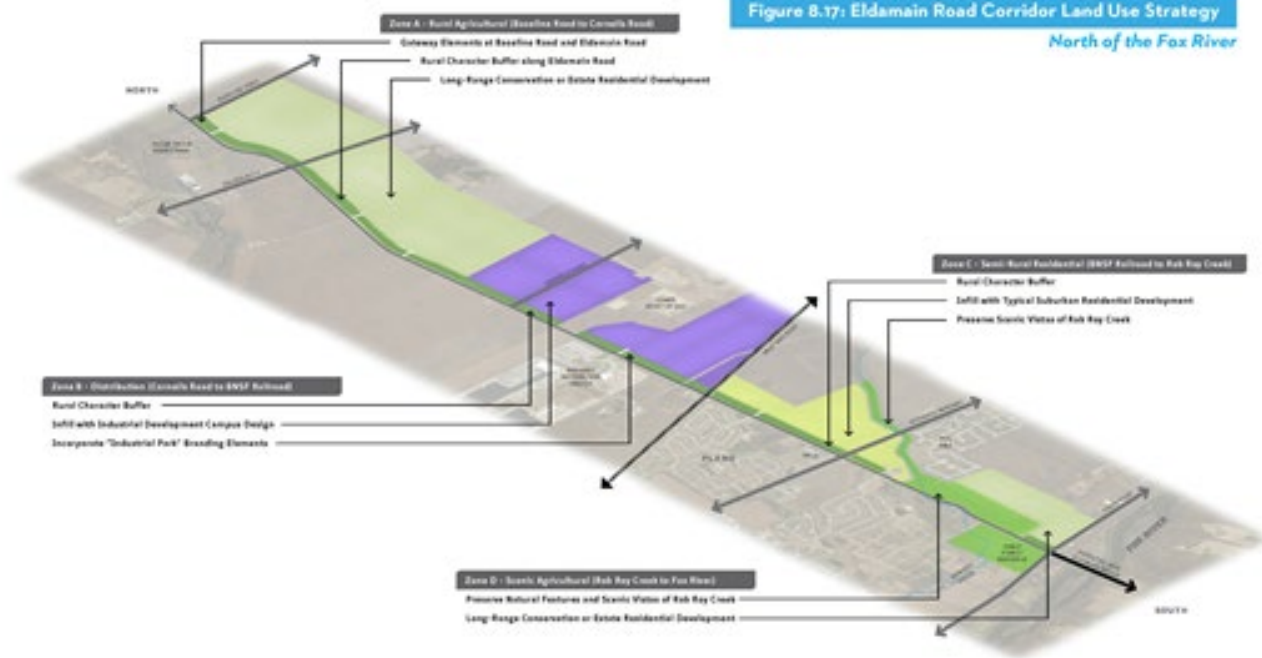 Figure 8.17: Eldamain Road Corridor Land Use Strategy
North of the Fox River
Zone A - Rural Agricultural (Baseline Road to Corneils Road)
Gateway Elements at Baseline Road and Eldamain Road
Rural Character Buffer along Eldamain Road
Long-Range Conservation or Estate Residential Development
NORTH
Zone C - Semi-Rural Residential (BNSF Railroad to Rob Roy Creek)
Rural Character Buffer
Infill with Typical Suburban Residential Development
Preserve Scenic Vistas of Rob Roy Creek
Zone B - Distribution (Corneils Road to BNSF Railroad)
Rural Character Buffer
Infill with Industrial Development Campus Design
Incorporate "Industrial Park" Branding Elements
PLANO
FOX RIVER
Zone D - Scenic Agricultural (Rob Roy Creek to Fox River)
Preserve Natural Features and Scenic Vistas of Rob Roy Creek
Long-Range Conservation or Estate Residential Development
SOUTH